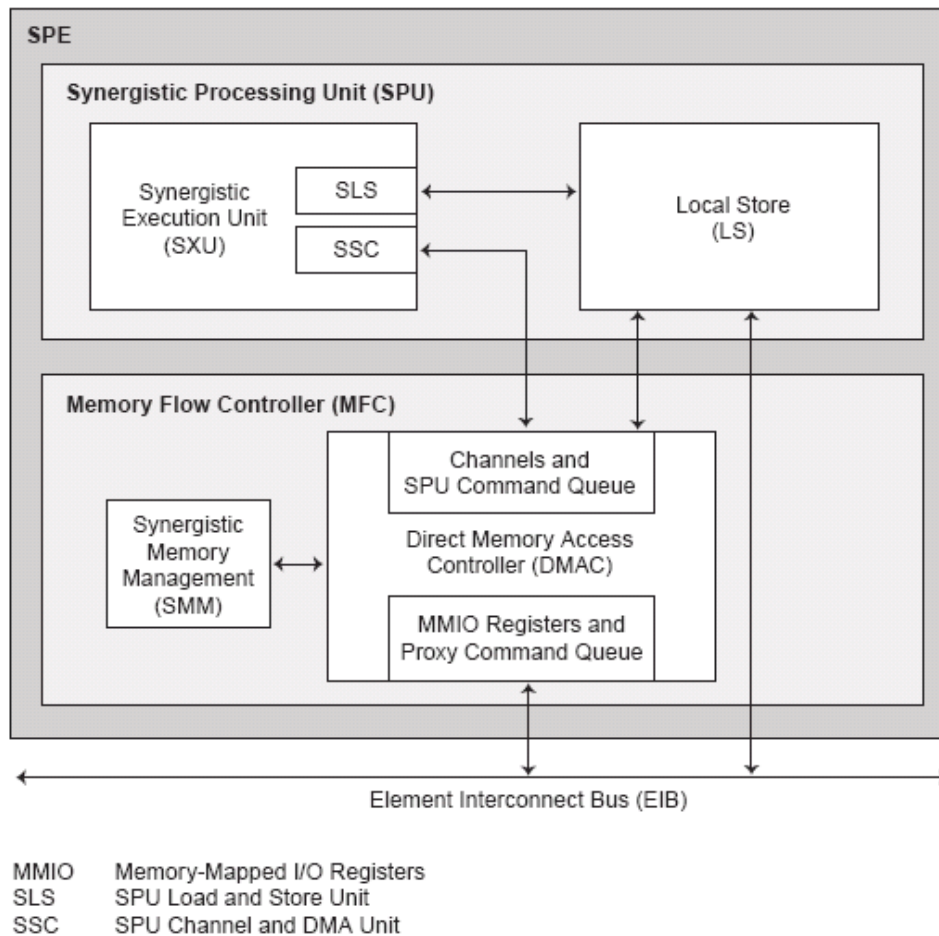 SPE
Synergistic Processing Unit (SPU)
Synergistic
Execution Unit
(SXU)
SLS
SSC
Local Store
(LS)
Memory Flow Controller (MFC)
Channels and
SPU Command Queue
Synergistic
Memory
Management
(SMM)
Direct Memory Access
Controller (DMAC)
MMIO Registers and
Proxy Command Queue
Element Interconnect Bus (EIB)
MMIO Memory-Mapped I/O Registers
SLS SPU Load and Store Unit
SSC SPU Channel and DMA Unit